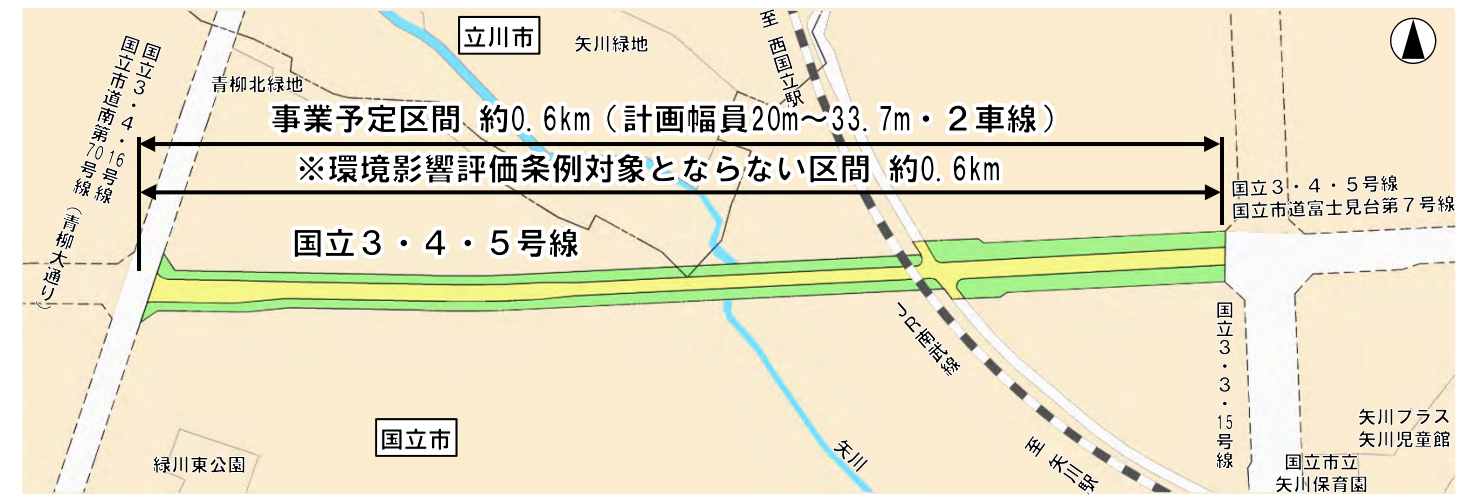 立川市
矢川緑地
至 西国立駅
青柳北緑地
国立3・4・16号線
国立市道南第70号線（青柳大通り）
事業予定区間 約0.6km（計画幅員20m～33.7m・２車線）
※環境影響評価条例対象とならない区間 約0.6km
国立３・４・５号線
国立市道富士見台第７号線
国立３・４・５号線
JR南武線
国立３・３・15号線
国立市
緑川東公園
矢川
至 矢川駅
矢川プラス
矢川児童館
国立市立
矢川保育園